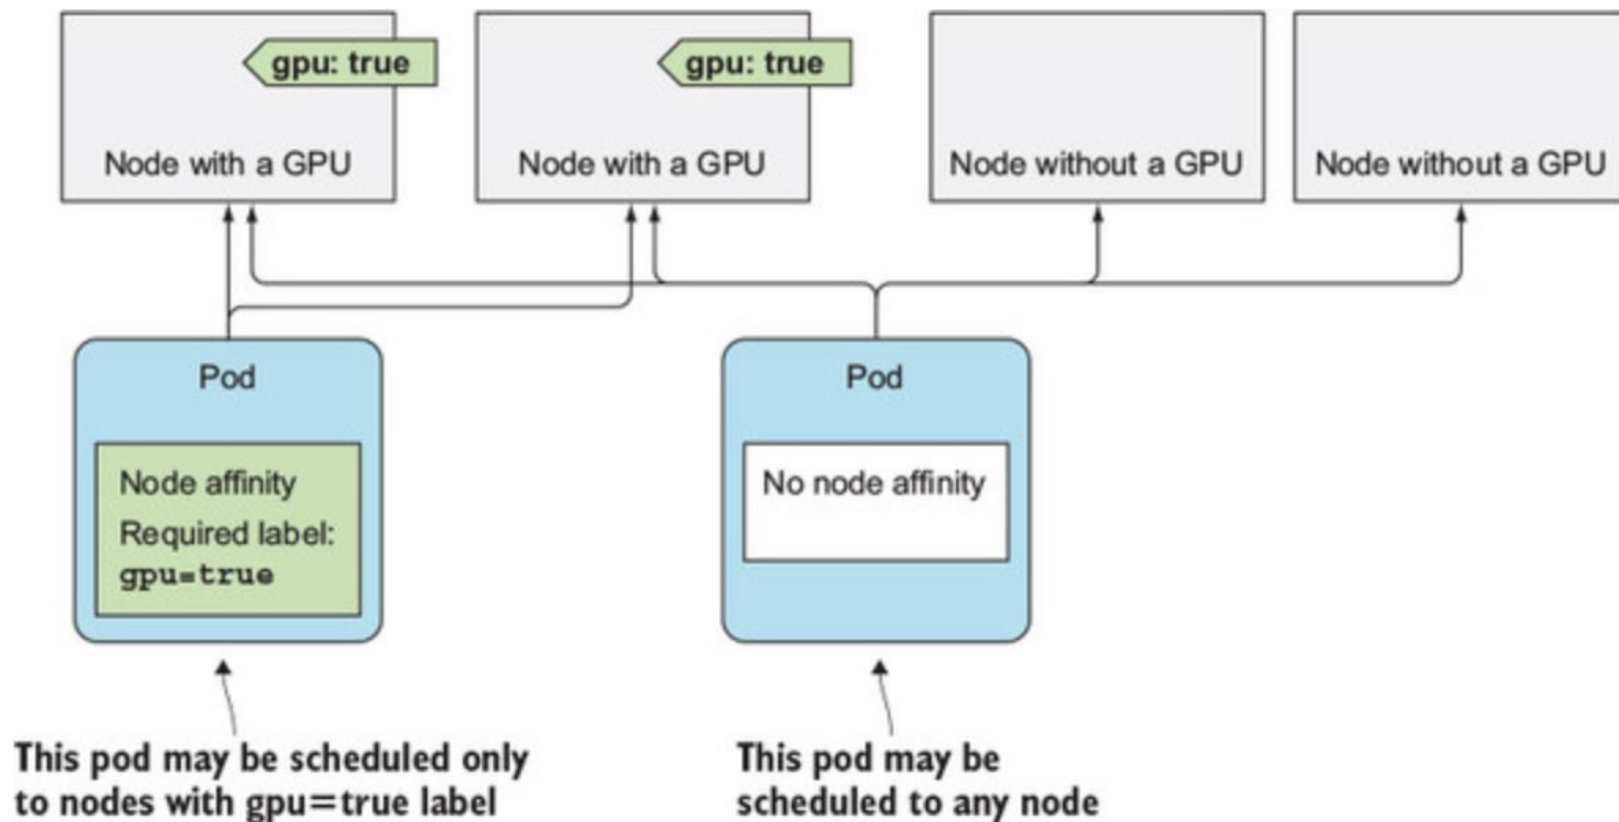 gpu: true
gpu: true
Node with a GPU
Node with a GPU
Node without a GPU
Node without a GPU
Pod
Node affinity
Required label:
gpu=true
Pod
No node affinity
This pod may be scheduled only
to nodes with gpu=true label
This pod may be
scheduled to any node